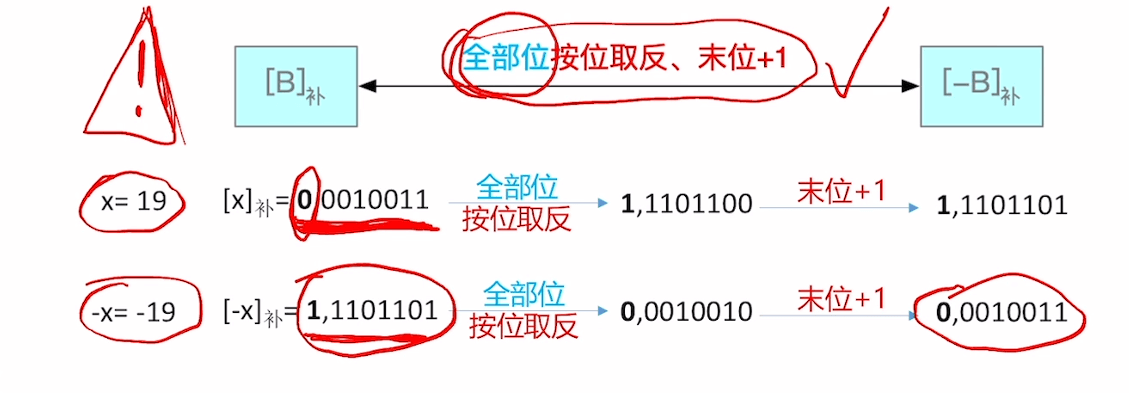 全部位按位取反、末位+1
[B]补 [−B]补
x= 19 [x]补= 0,0010011 全部位 按位取反 1,1101100 末位+1 1,1101101
-x= -19 [-x]补= 1,1101101 全部位 按位取反 0,0010010 末位+1 0,0010011